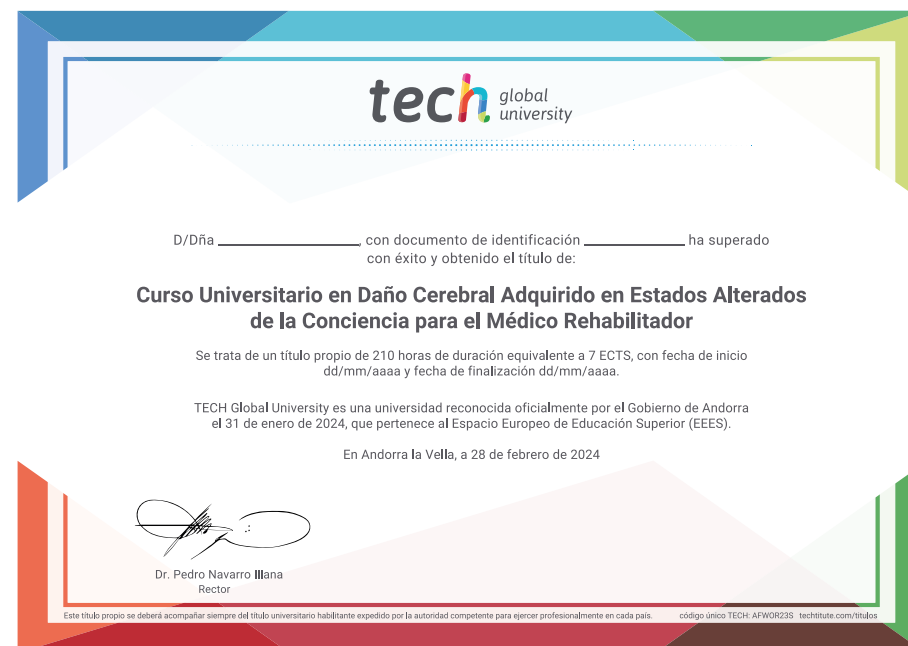 tech global university
D/Dña ______________, con documento de identificación ______________ ha superado
con éxito y obtenido el título de:
Curso Universitario en Daño Cerebral Adquirido en Estados Alterados
de la Conciencia para el Médico Rehabilitador
Se trata de un título propio de 210 horas de duración equivalente a 7 ECTS, con fecha de inicio
dd/mm/aaaa y fecha de finalización dd/mm/aaaa.
TECH Global University es una universidad reconocida oficialmente por el Gobierno de Andorra
el 31 de enero de 2024, que pertenece al Espacio Europeo de Educación Superior (EEES).
En Andorra la Vella, a 28 de febrero de 2024
Dr. Pedro Navarro Illana
Rector
Este título propio se deberá acompañar siempre del título universitario habilitante expedido por la autoridad competente para ejercer profesionalmente en cada país. código único TECH: AFWOR23S techtitute.com/titulos